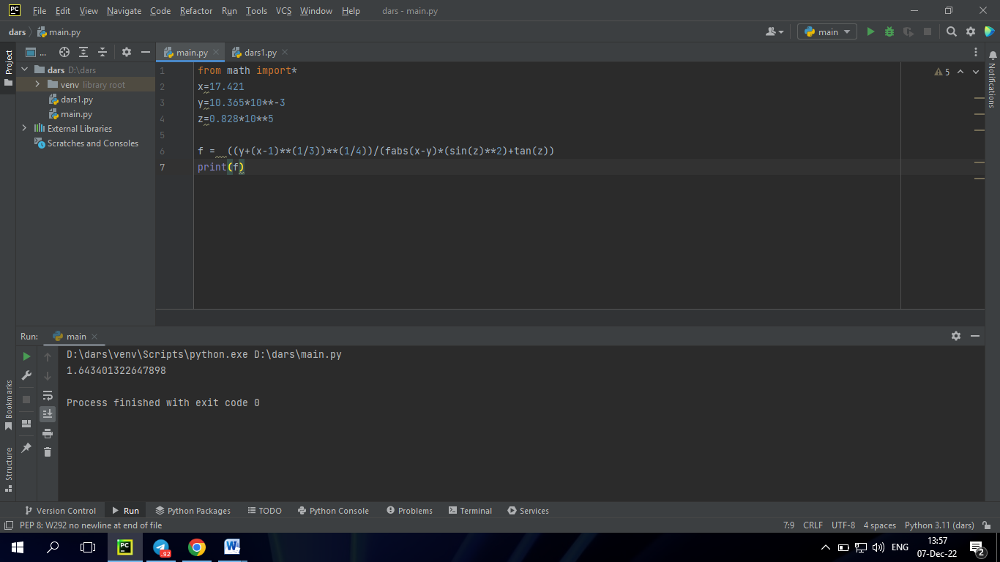 PC File Edit View Navigate Code Refactor Run Tools VCS Window Help dars - main.py
dars main.py main
Project ... main.py dars1.py
dars D:\dars
venv library root
dars1.py
main.py
External Libraries
Scratches and Consoles
5
Notifications
1 from math import*
2 x=17.421
3 y=10.365*10**-3
4 z=0.828*10**5
5
6 f =  ((y+(x-1)**(1/3))**(1/4))/(fabs(x-y)*(sin(z)**2)+tan(z))
7 print(f)
Run: main
D:\dars\venv\Scripts\python.exe D:\dars\main.py
1.643401322647898
Process finished with exit code 0
Bookmarks
Structure
Version Control Run Python Packages TODO Python Console Problems Terminal Services
PEP 8: W292 no newline at end of file 7:9 CRLF UTF-8 4 spaces Python 3.11 (dars)
PC 92 W ENG 13:57
07-Dec-22 2